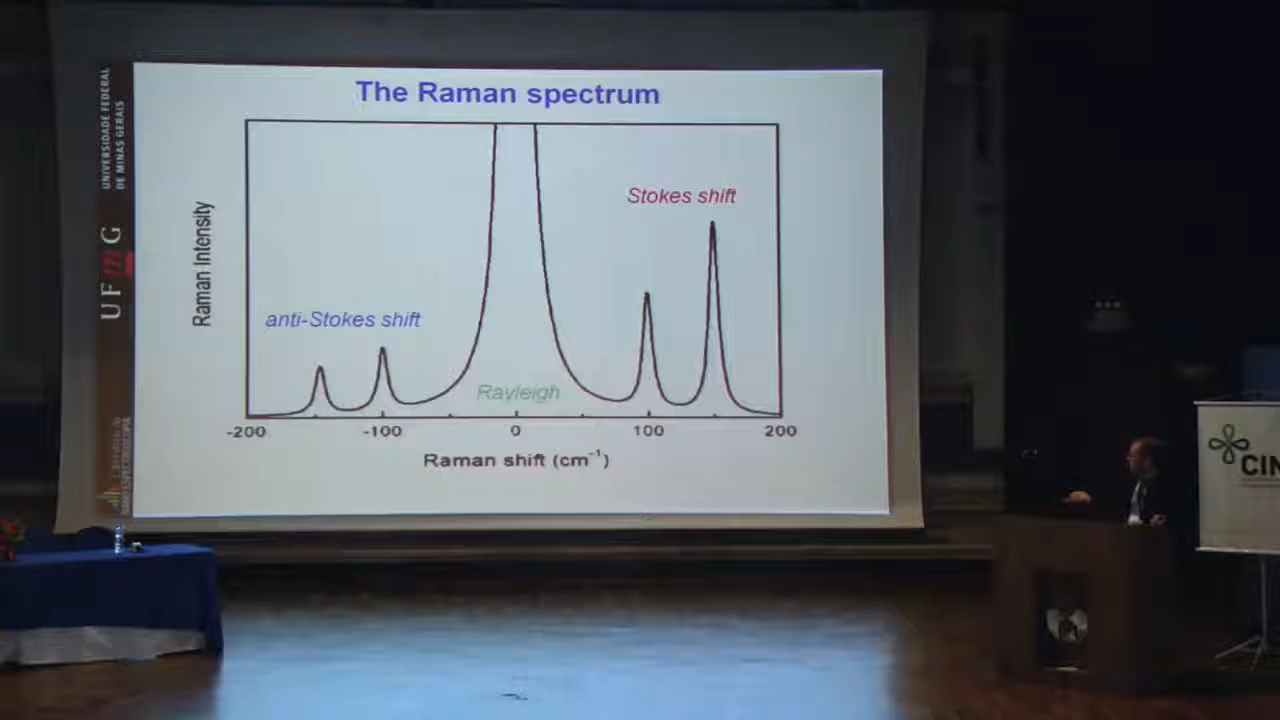 The Raman spectrum
UNIVERSIDADE FEDERAL
DE MINAS GERAIS
UFmG
Raman Intensity
Stokes shift
anti-Stokes shift
Rayleigh
-200
-100
0
100
200
Raman shift (cm⁻¹)
CIN